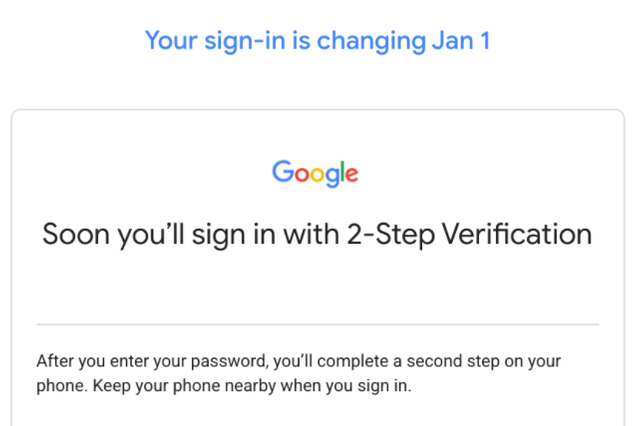 Your sign-in is changing Jan 1
Google
Soon you'll sign in with 2-Step Verification
After you enter your password, you'll complete a second step on your
phone. Keep your phone nearby when you sign in.